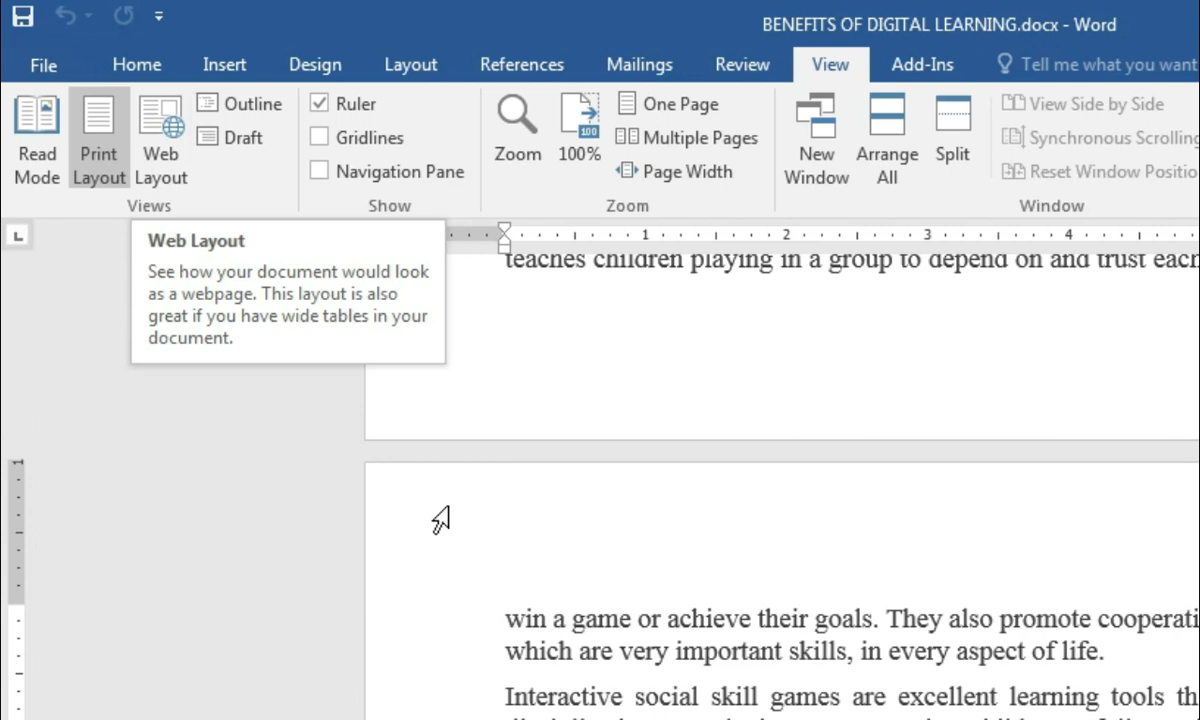 BENEFITS OF DIGITAL LEARNING.docx - Word
File Home Insert Design Layout References Mailings Review View Add-Ins Tell me what you want
Read Mode
Print Layout
Web Layout
Outline
Draft
Views
Ruler
Gridlines
Navigation Pane
Show
Zoom
100
100%
One Page
Multiple Pages
Page Width
Zoom
New Window
Arrange All
Split
View Side by Side
Synchronous Scrolling
Reset Window Positio
Window
L
1 2 3 4
Web Layout
See how your document would look
as a webpage. This layout is also
great if you have wide tables in your
document.
teaches children playing in a group to depend on and trust each
1
win a game or achieve their goals. They also promote cooperati
which are very important skills, in every aspect of life.
Interactive social skill games are excellent learning tools th